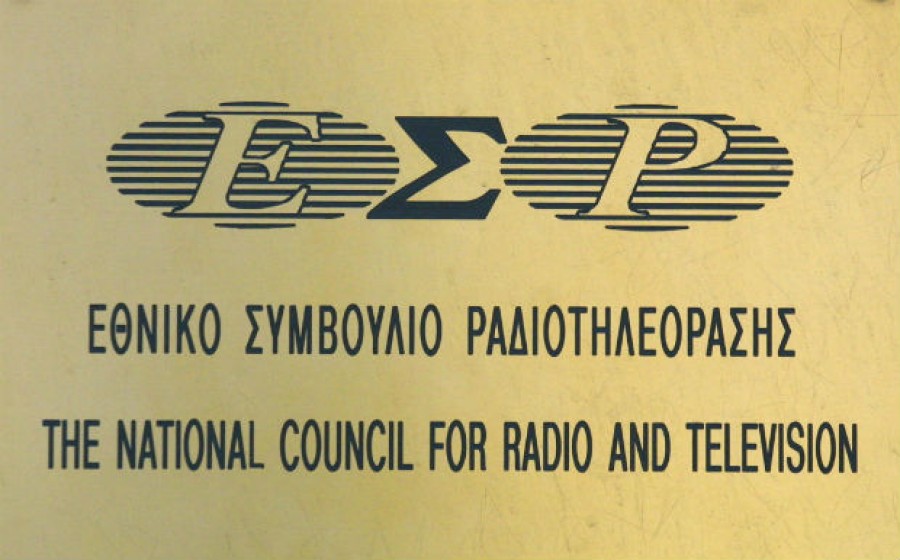 ΕΣΡ
ΕΘΝΙΚΟ ΣΥΜΒΟΥΛΙΟ ΡΑΔΙΟΤΗΛΕΟΡΑΣΗΣ
THE NATIONAL COUNCIL FOR RADIO AND TELEVISION